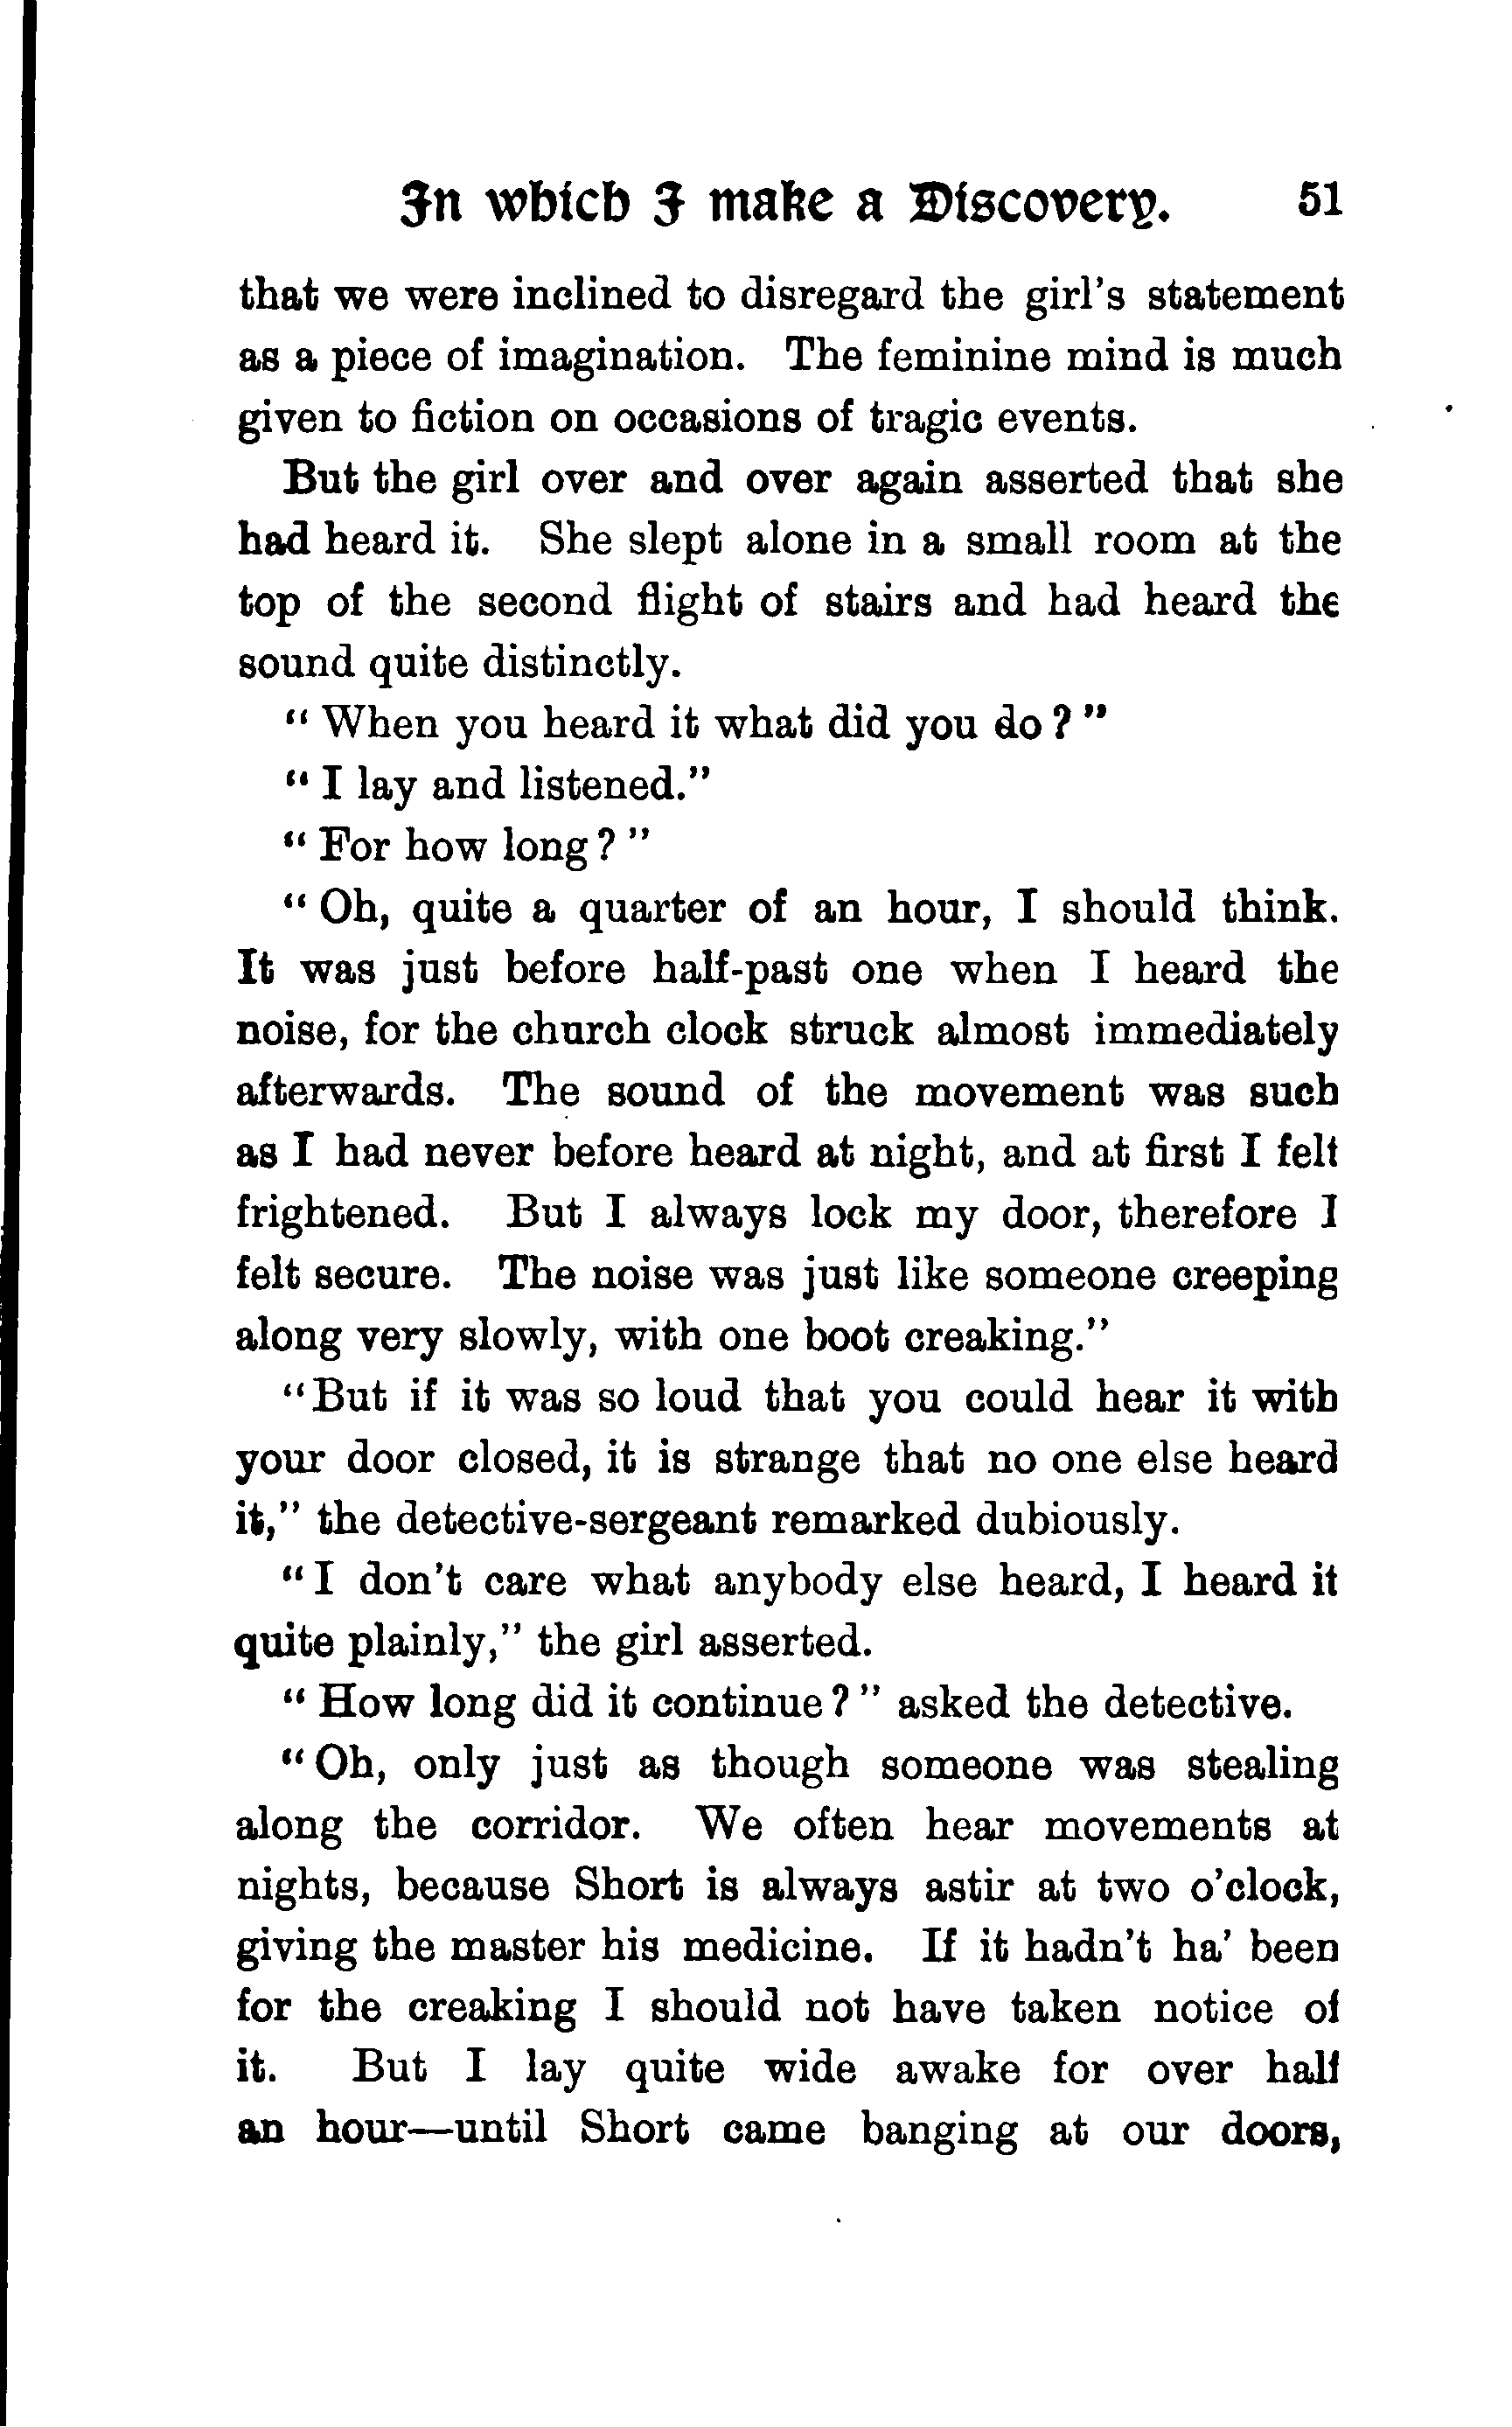 In which I make a Discovery. 51
that we were inclined to disregard the girl's statement
as a piece of imagination. The feminine mind is much
given to fiction on occasions of tragic events.
But the girl over and over again asserted that she
had heard it. She slept alone in a small room at the
top of the second flight of stairs and had heard the
sound quite distinctly.
"When you heard it what did you do?"
"I lay and listened."
"For how long?"
"Oh, quite a quarter of an hour, I should think.
It was just before half-past one when I heard the
noise, for the church clock struck almost immediately
afterwards. The sound of the movement was such
as I had never before heard at night, and at first I felt
frightened. But I always lock my door, therefore I
felt secure. The noise was just like someone creeping
along very slowly, with one boot creaking."
"But if it was so loud that you could hear it with
your door closed, it is strange that no one else heard
it," the detective-sergeant remarked dubiously.
"I don't care what anybody else heard, I heard it
quite plainly," the girl asserted.
"How long did it continue?" asked the detective.
"Oh, only just as though someone was stealing
along the corridor. We often hear movements at
nights, because Short is always astir at two o'clock,
giving the master his medicine. If it hadn't ha' been
for the creaking I should not have taken notice of
it. But I lay quite wide awake for over half
an hour—until Short came banging at our doors,